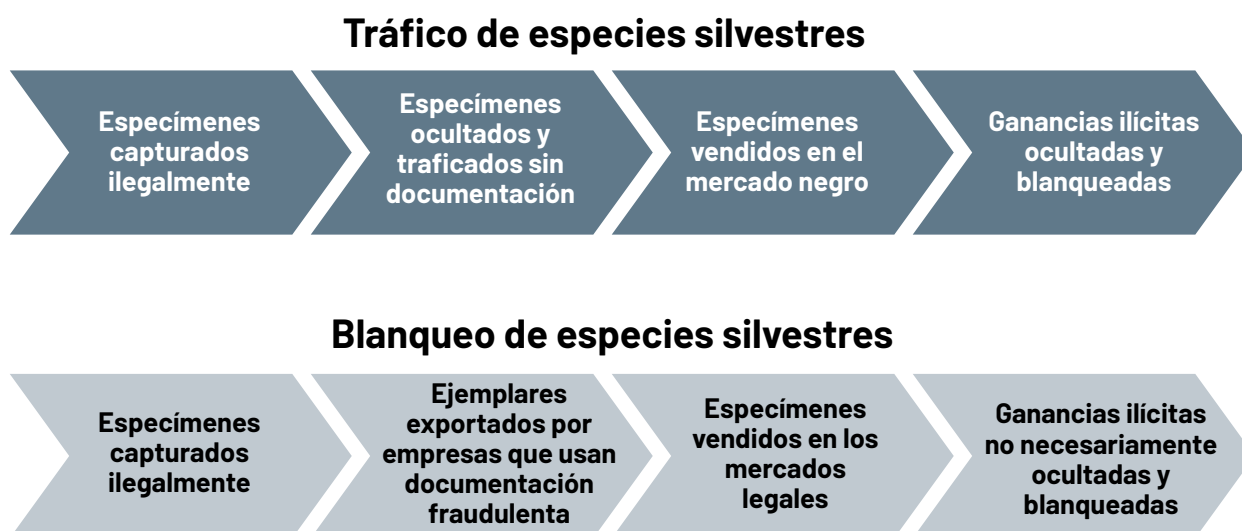 Tráfico de especies silvestres
Especímenes
capturados
ilegalmente
Especímenes
ocultados y
traficados sin
documentación
Especímenes
vendidos en el
mercado negro
Ganancias ilícitas
ocultadas y
blanqueadas
Blanqueo de especies silvestres
Especímenes
capturados
ilegalmente
Ejemplares
exportados por
empresas que usan
documentación
fraudulenta
Especímenes
vendidos en los
mercados
legales
Ganancias ilícitas
no necesariamente
ocultadas y
blanqueadas